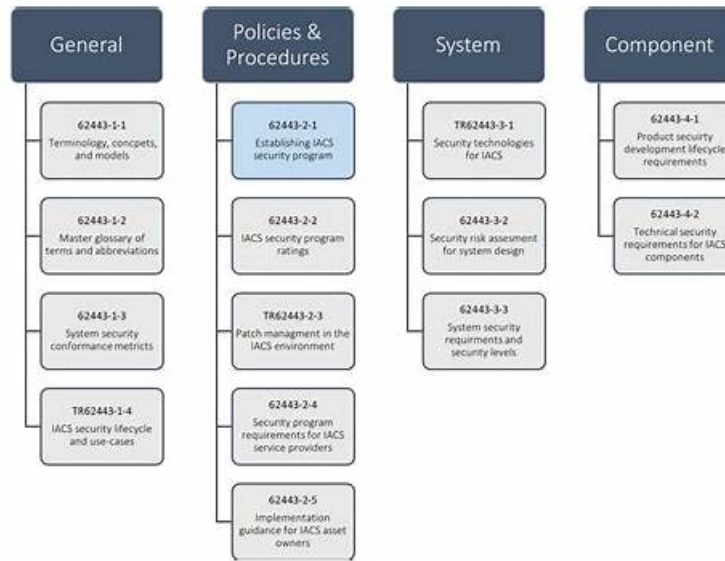 General
62443-1-1
Terminology, concpets,
and models
62443-1-2
Master glossary of
terms and abbreviations
62443-1-3
System security
conformance metricts
TR62443-1-4
IACS security lifecycle
and use-cases
Policies &
Procedures
62443-2-1
Establishing IACS
security program
62443-2-2
IACS security program
ratings
TR62443-2-3
Patch managment in the
IACS environment
62443-2-4
Security program
requirements for IACS
service providers
62443-2-5
Implementation
guidance for IACS asset
owners
System
TR62443-3-1
Security technologies
for IACS
62443-3-2
Security risk assesment
for system design
62443-3-3
System security
requirments and
security levels
Component
62443-4-1
Product secuirty
development lifecycle
requirements
62443-4-2
Technical security
requirements for IACS
components